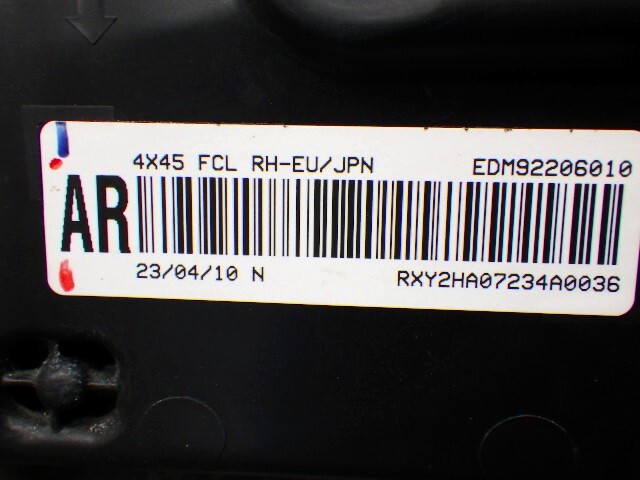 4X45 FCL RH-EU/JPN EDM92206010
AR
23/04/10 N RXY2HA07234A0036